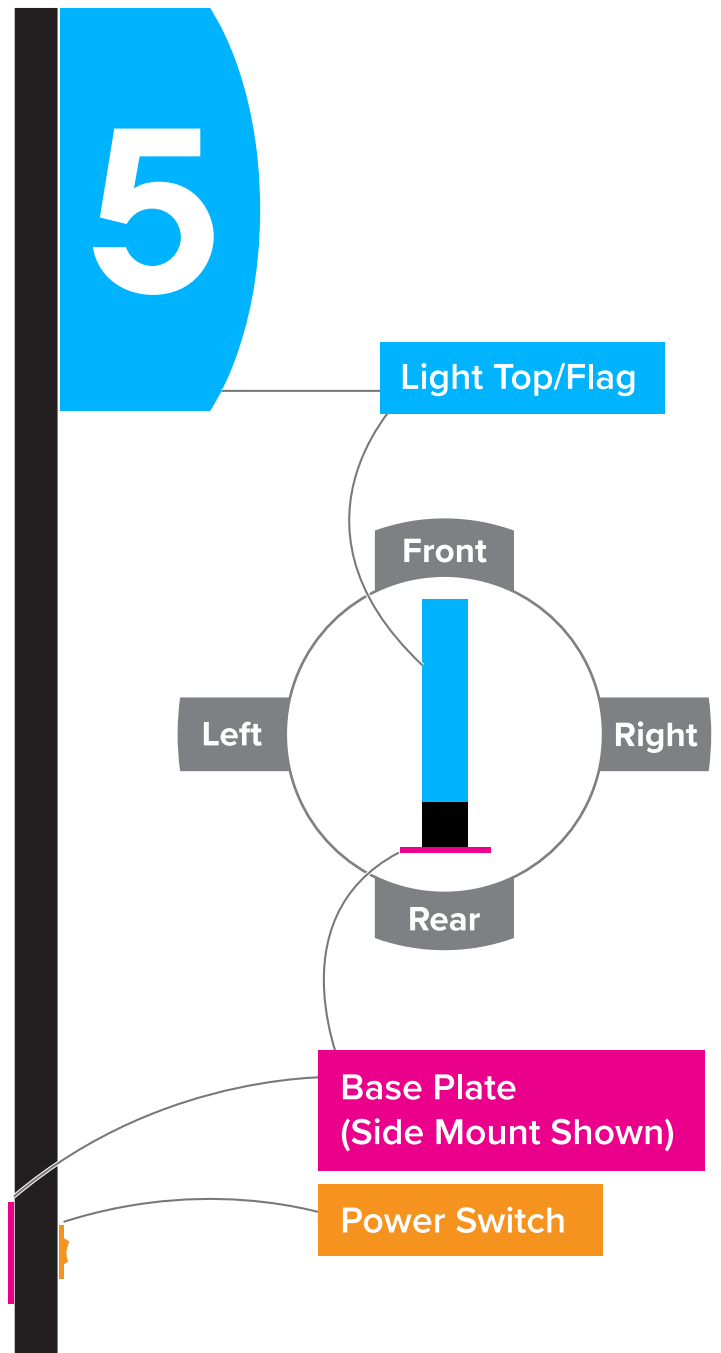 5
Light Top/Flag
Front
Left
Right
Rear
Base Plate
(Side Mount Shown)
Power Switch